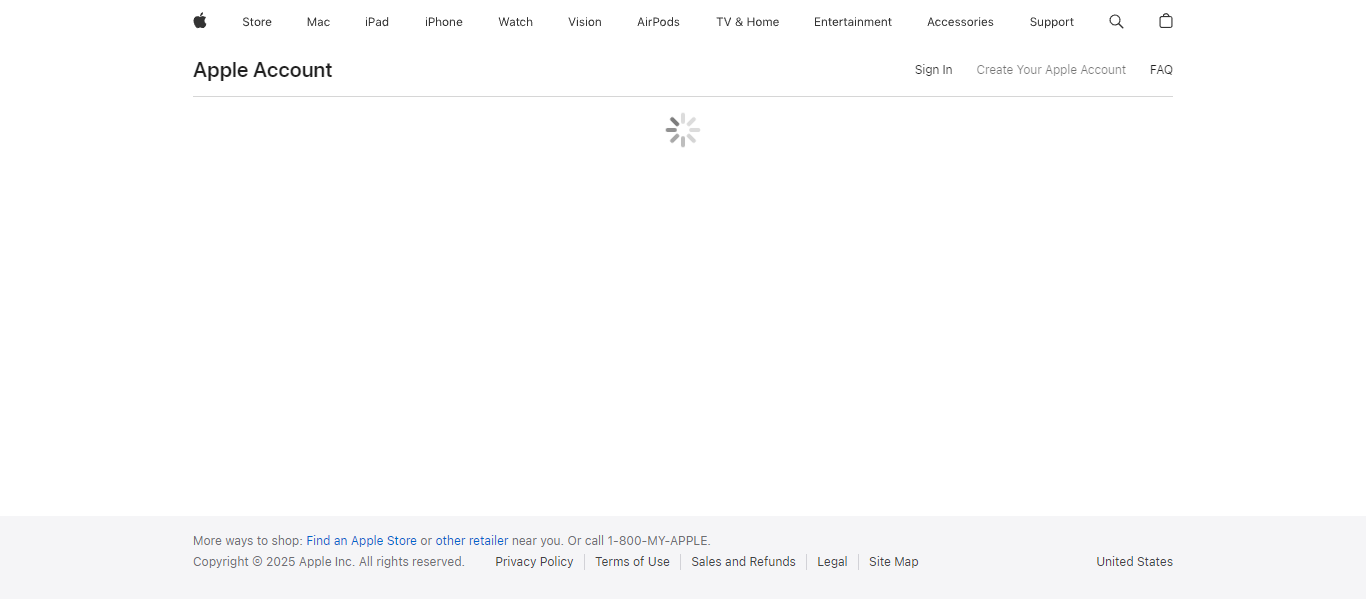 Store Mac iPad iPhone Watch Vision AirPods TV & Home Entertainment Accessories Support
Apple Account Sign In Create Your Apple Account FAQ
More ways to shop: Find an Apple Store or other retailer near you. Or call 1-800-MY-APPLE.
Copyright © 2025 Apple Inc. All rights reserved. Privacy Policy Terms of Use Sales and Refunds Legal Site Map United States